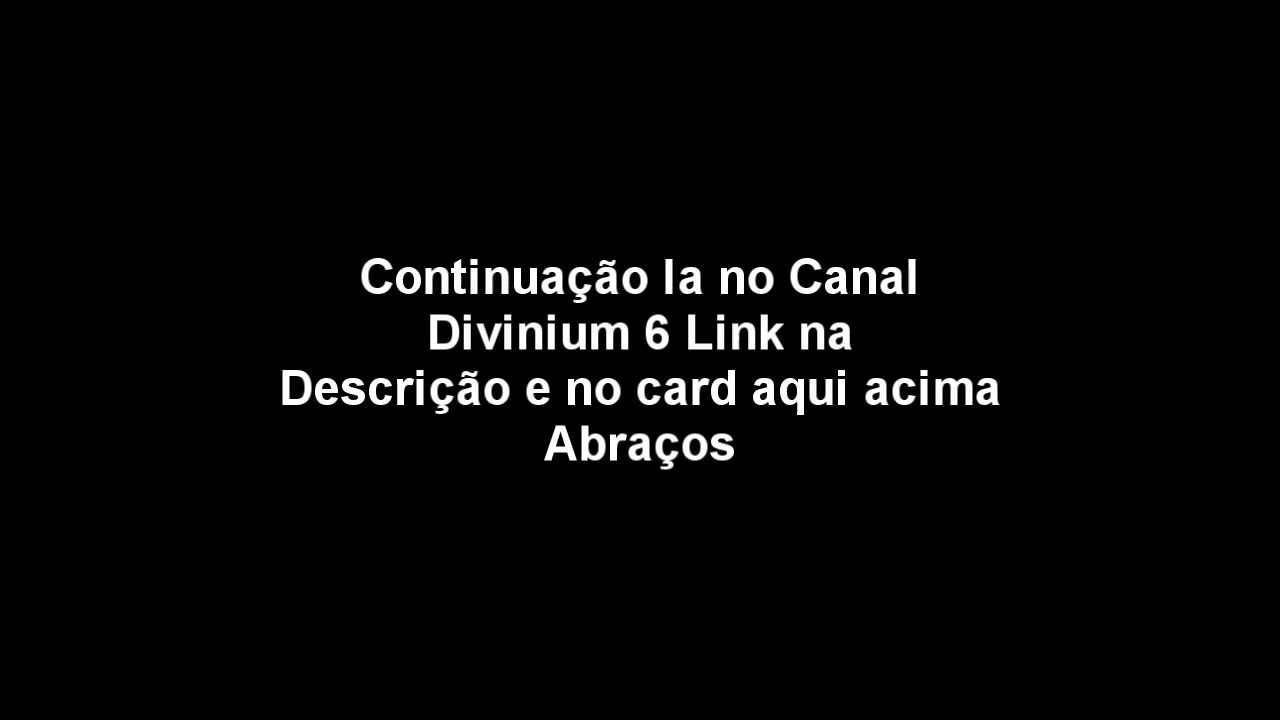 Continuação la no Canal
Divinium 6 Link na
Descrição e no card aqui acima
Abraços